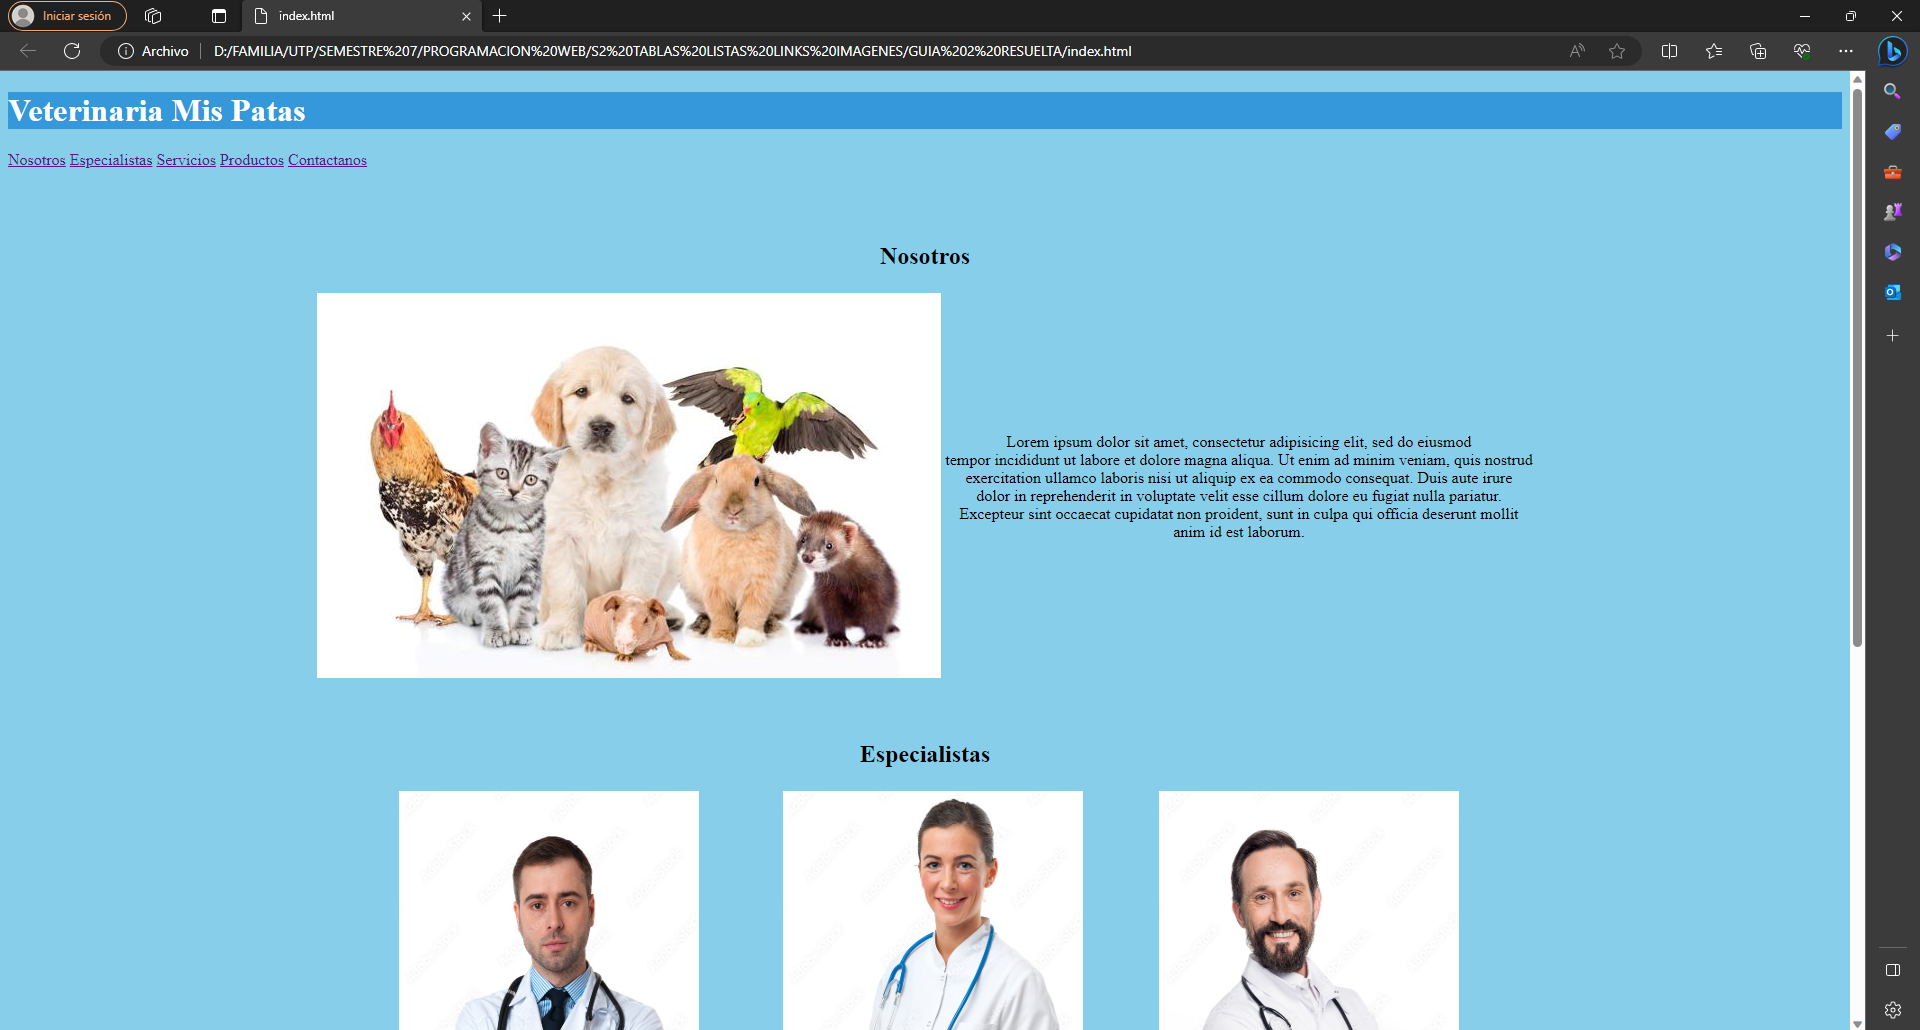 Iniciar sesión
index.html
Archivo
D:/FAMILIA/UTP/SEMESTRE%207/PROGRAMACION%20WEB/S2%20TABLAS%20LISTAS%20LINKS%20IMAGENES/GUIA%202%20RESUELTA/index.html
Veterinaria Mis Patas
Nosotros Especialistas Servicios Productos Contactanos
Nosotros
Lorem ipsum dolor sit amet, consectetur adipisicing elit, sed do eiusmod
tempor incididunt ut labore et dolore magna aliqua. Ut enim ad minim veniam, quis nostrud
exercitation ullamco laboris nisi ut aliquip ex ea commodo consequat. Duis aute irure
dolor in reprehenderit in voluptate velit esse cillum dolore eu fugiat nulla pariatur.
Excepteur sint occaecat cupidatat non proident, sunt in culpa qui officia deserunt mollit
anim id est laborum.
Especialistas